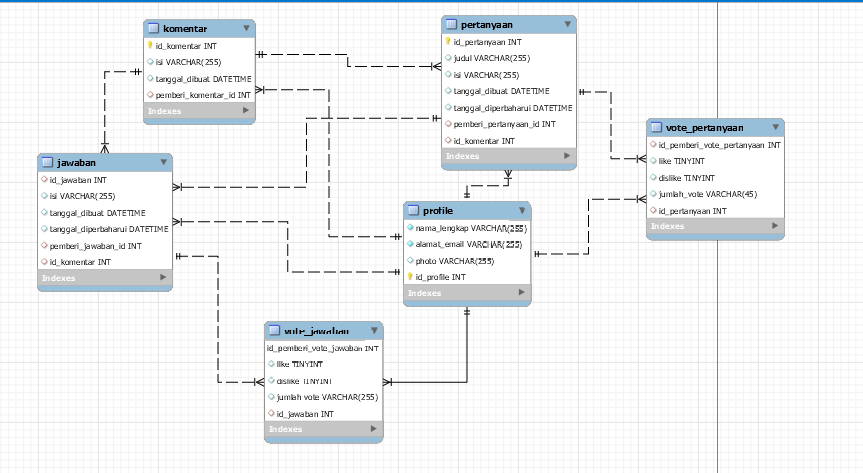 komentar
id_komentar INT
isi VARCHAR(255)
tanggal_dibuat DATETIME
pemberi_komentar_id INT
Indexes
pertanyaan
id_pertanyaan INT
judul VARCHAR(255)
isi VARCHAR(255)
tanggal_dibuat DATETIME
tanggal_diperbaharui DATETIME
pemberi_pertanyaan_id INT
id_komentar INT
Indexes
vote_pertanyaan
id_pemberi_vote_pertanyaan INT
like TINYINT
dislike TINYINT
jumlah_vote VARCHAR(45)
id_pertanyaan INT
Indexes
jawaban
id_jawaban INT
isi VARCHAR(255)
tanggal_dibuat DATETIME
tanggal_diperbaharui DATETIME
pemberi_jawaban_id INT
id_komentar INT
Indexes
profile
nama_lengkap VARCHAR(255)
alamat_email VARCHAR(255)
photo VARCHAR(255)
id_profile INT
Indexes
vote_jawaban
id_pemberi_vote_jawaban INT
like TINYINT
dislike TINYINT
jumlah vote VARCHAR(255)
id_jawaban INT
Indexes